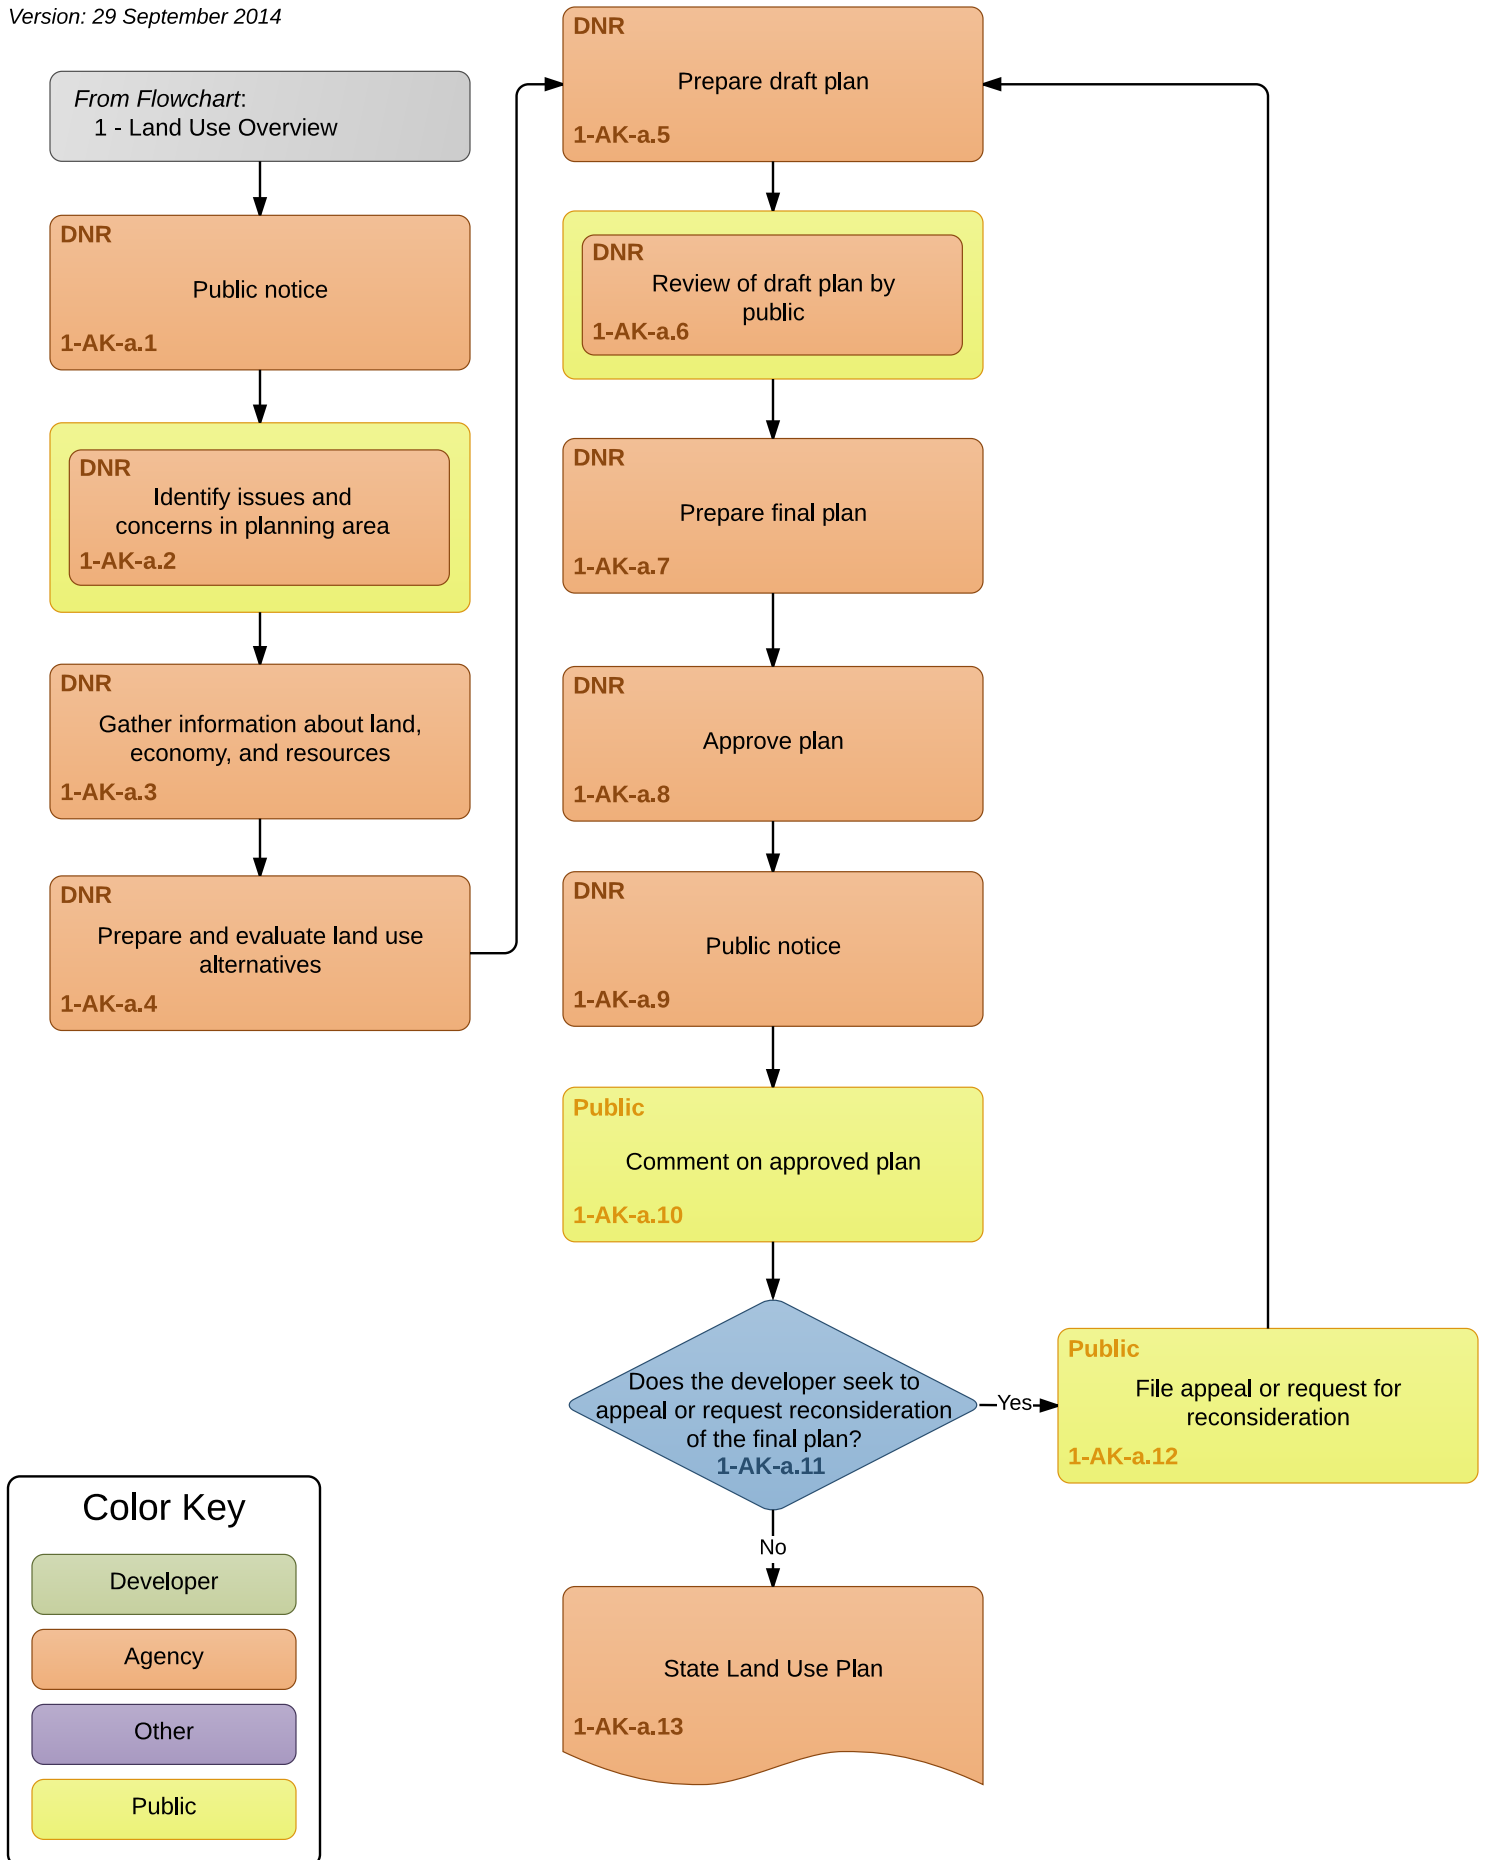 Version: 29 September 2014
From Flowchart:
1 - Land Use Overview
DNR
Public notice
1-AK-a.1
DNR
Identify issues and
concerns in planning area
1-AK-a.2
DNR
Gather information about land,
economy, and resources
1-AK-a.3
DNR
Prepare and evaluate land use
alternatives
1-AK-a.4
DNR
Prepare draft plan
1-AK-a.5
DNR
Review of draft plan by
public
1-AK-a.6
DNR
Prepare final plan
1-AK-a.7
DNR
Approve plan
1-AK-a.8
DNR
Public notice
1-AK-a.9
Public
Comment on approved plan
1-AK-a.10
Does the developer seek to
appeal or request reconsideration
of the final plan?
1-AK-a.11
Yes
Public
File appeal or request for
reconsideration
1-AK-a.12
No
State Land Use Plan
1-AK-a.13
Color Key
Developer
Agency
Other
Public